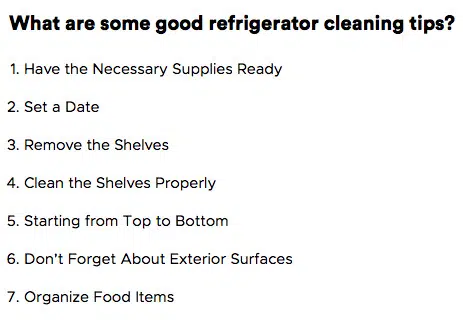 What are some good refrigerator cleaning tips?
1. Have the Necessary Supplies Ready
2. Set a Date
3. Remove the Shelves
4. Clean the Shelves Properly
5. Starting from Top to Bottom
6. Don't Forget About Exterior Surfaces
7. Organize Food Items